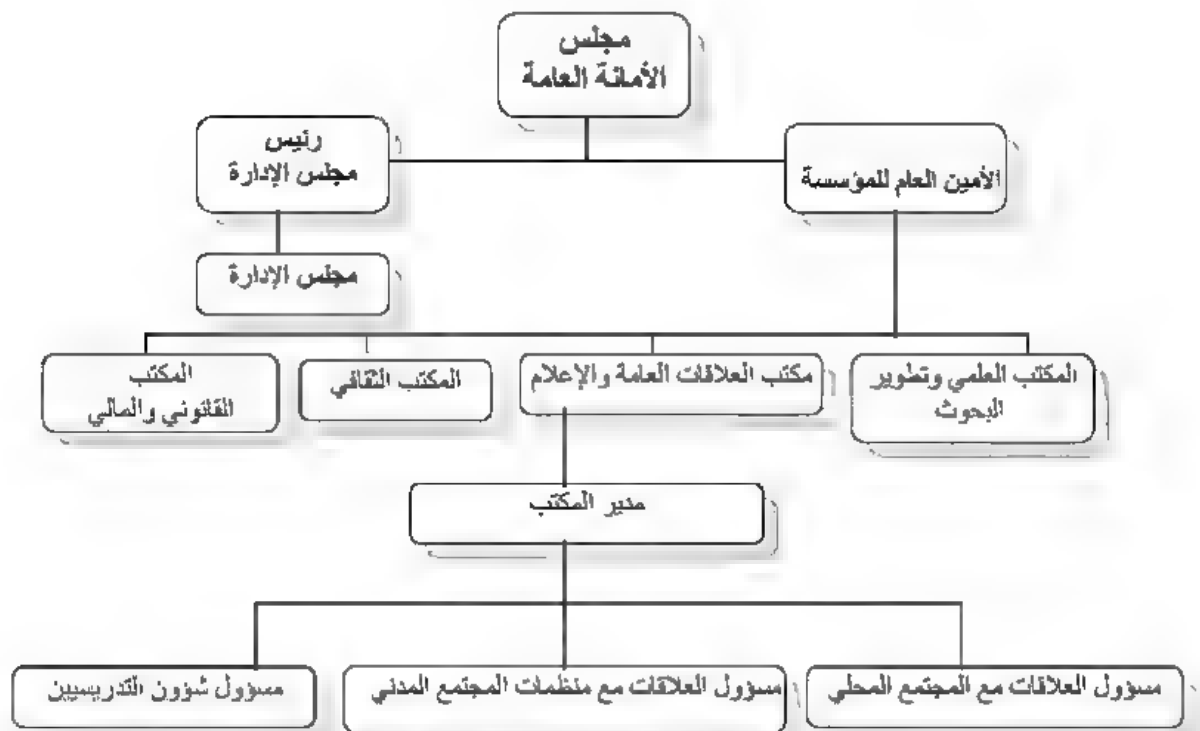 مجلس
الأمانة العامة
رئيس
مجلس الإدارة
الأمين العام للمؤسسة
مجلس الإدارة
المكتب العلمي وتطوير
البحوث
مكتب العلاقات العامة والإعلام
المكتب الثقافي
المكتب
القانوني والمالي
مدير المكتب
مسؤول العلاقات مع المجتمع المحلي
مسؤول العلاقات مع منظمات المجتمع المدني
مسؤول شؤون التدريسيين